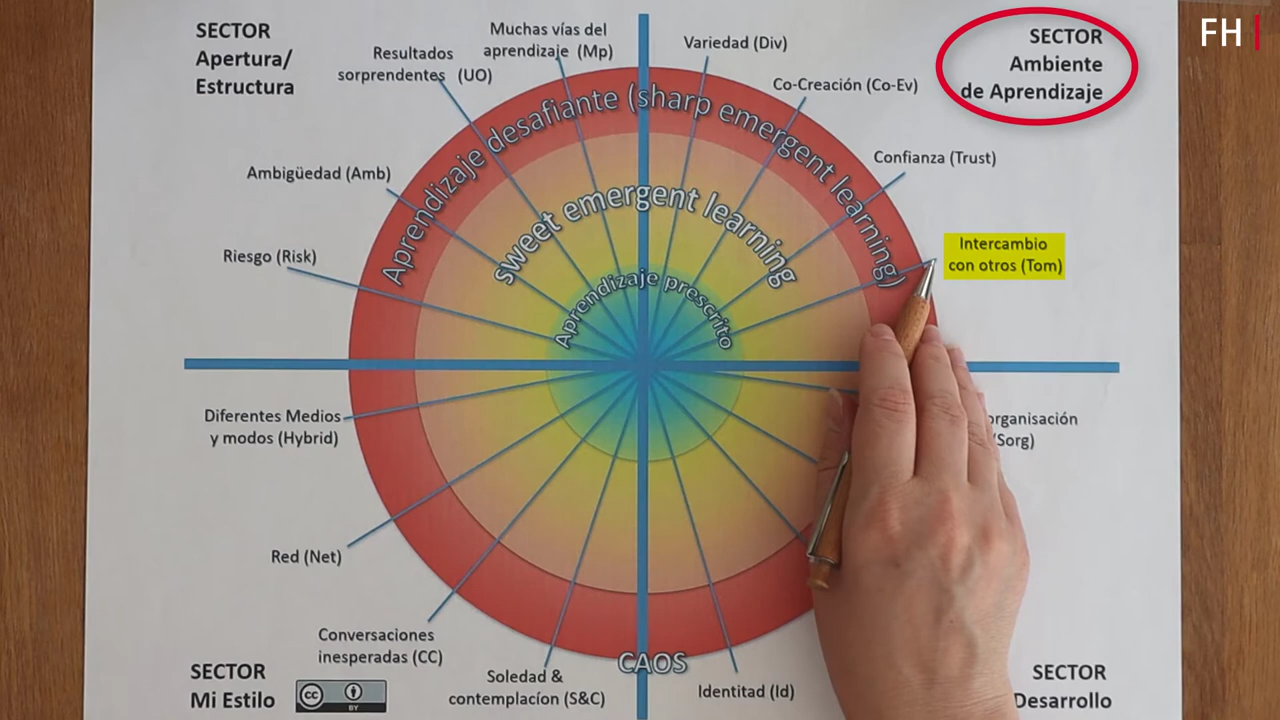 FH
SECTOR
Apertura/
Estructura
Resultados
sorprendentes (UO)
Muchas vías del
aprendizaje (Mp)
Variedad (Div)
Co-Creación (Co-Ev)
SECTOR
Ambiente
de Aprendizaje
Ambigüedad (Amb)
Confianza (Trust)
Riesgo (Risk)
Intercambio
con otros (Tom)
Aprendizaje desafiante (sharp emergent learning)
sweet emergent learning
Aprendizaje prescrito
Diferentes Medios
y modos (Hybrid)
organisación
(Sorg)
Red (Net)
Conversaciones
inesperadas (CC)
Soledad &
contemplacíon (S&C)
CAOS
Identitad (Id)
SECTOR
Mi Estilo
CC BY
SECTOR
Desarrollo